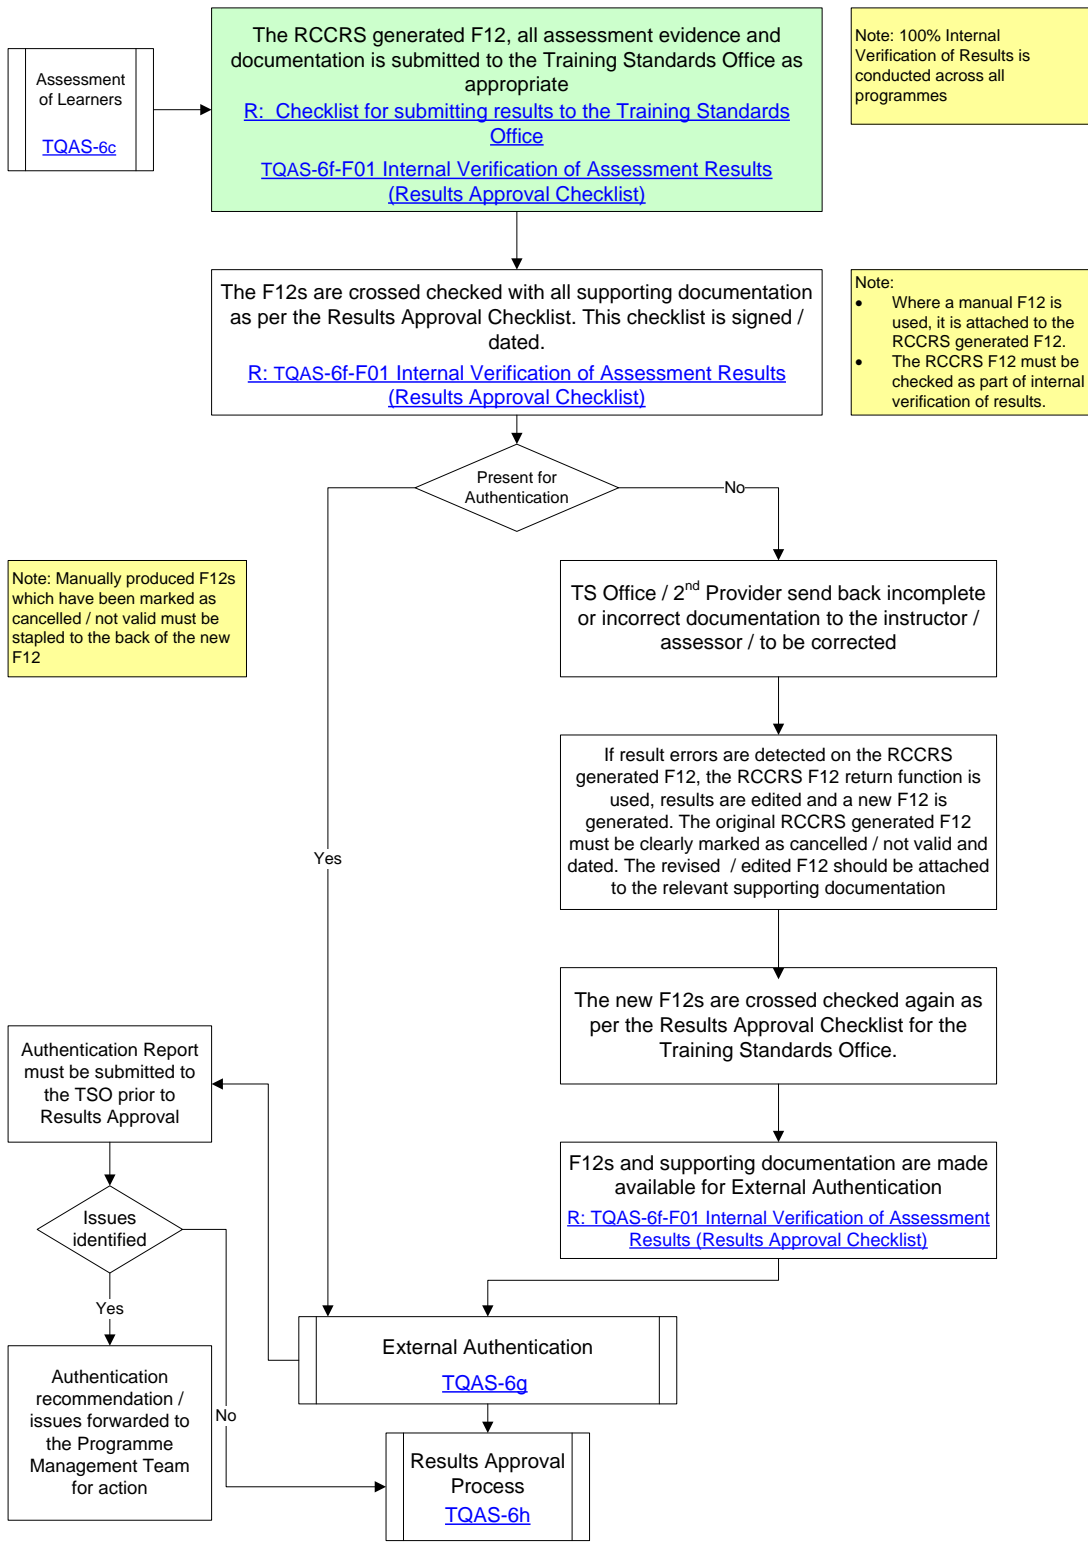 Assessment
of Learners
TQAS-6c
The RCCRS generated F12, all assessment evidence and
documentation is submitted to the Training Standards Office as
appropriate
R:  Checklist for submitting results to the Training Standards
Office
TQAS-6f-F01 Internal Verification of Assessment Results
(Results Approval Checklist)
Note: 100% Internal
Verification of Results is
conducted across all
programmes
The F12s are crossed checked with all supporting documentation
as per the Results Approval Checklist. This checklist is signed /
dated.
R: TQAS-6f-F01 Internal Verification of Assessment Results
(Results Approval Checklist)
Note:
• Where a manual F12 is
used, it is attached to the
RCCRS generated F12.
• The RCCRS F12 must be
checked as part of internal
verification of results.
Present for
Authentication
No
Note: Manually produced F12s
which have been marked as
cancelled / not valid must be
stapled to the back of the new
F12
TS Office / 2nd Provider send back incomplete
or incorrect documentation to the instructor /
assessor / to be corrected
If result errors are detected on the RCCRS
generated F12, the RCCRS F12 return function is
used, results are edited and a new F12 is
generated. The original RCCRS generated F12
must be clearly marked as cancelled / not valid and
dated. The revised  / edited F12 should be attached
to the relevant supporting documentation
Yes
The new F12s are crossed checked again as
per the Results Approval Checklist for the
Training Standards Office.
Authentication Report
must be submitted to
the TSO prior to
Results Approval
F12s and supporting documentation are made
available for External Authentication
R: TQAS-6f-F01 Internal Verification of Assessment
Results (Results Approval Checklist)
Issues
identified
Yes
External Authentication
TQAS-6g
Authentication
recommendation /
issues forwarded to
the Programme
Management Team
for action
No
Results Approval
Process
TQAS-6h